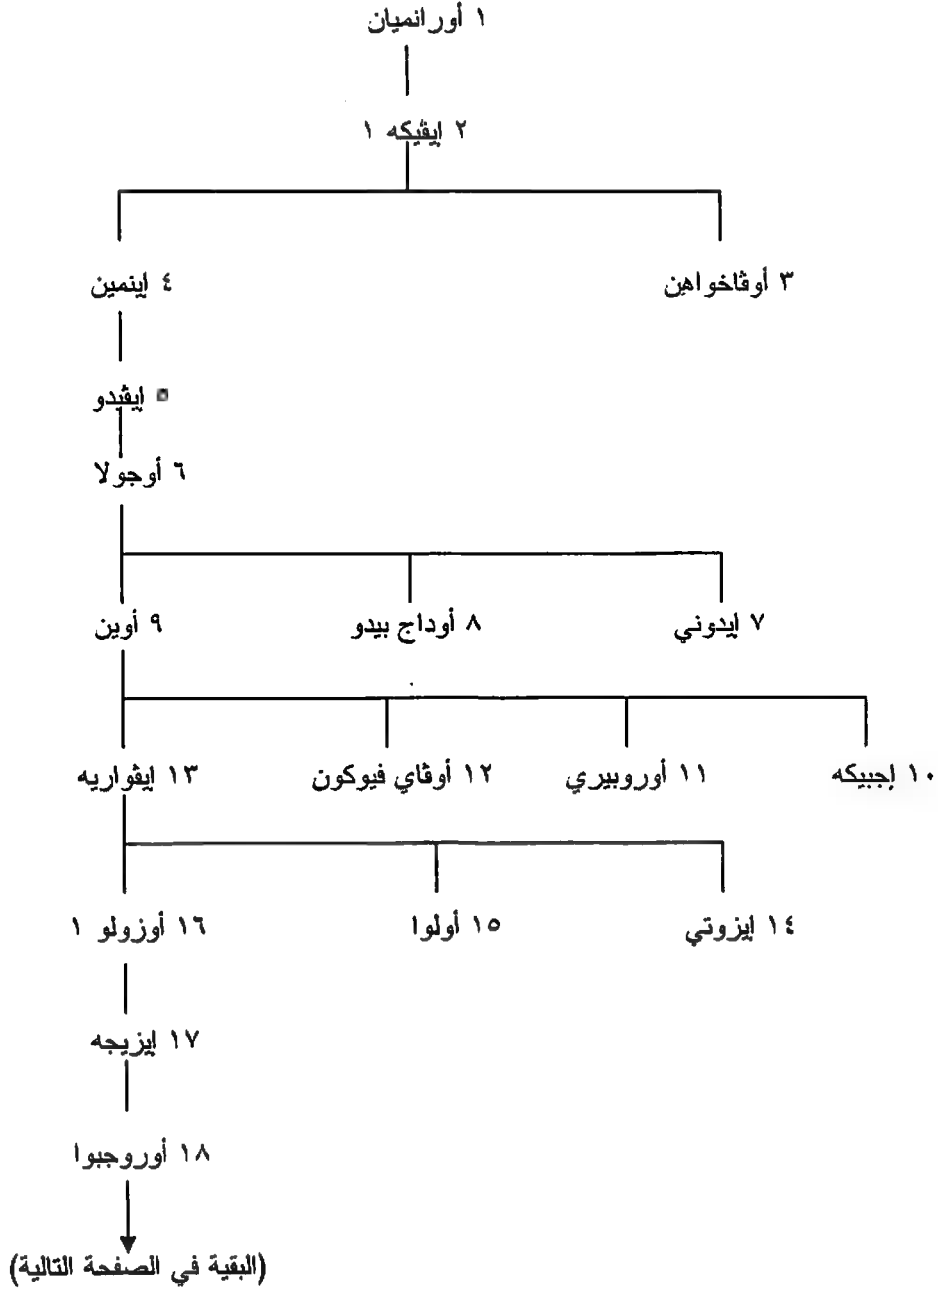 ١ أورانميان
٢ إيڤيكه ١
٣ أوڤاخواهن
٤ إينمين
٥ إيڤيدو
٦ أوجولا
٧ إيدوني
٨ أوداج بيدو
٩ أوين
١٠ إجبيكه
١١ أوروبيري
١٢ أوڤاي فيوكون
١٣ إيڤواريه
١٤ إيزوتي
١٥ أولوا
١٦ أوزولو ١
١٧ إيزيجه
١٨ أوروجبوا
(البقية في الصفحة التالية)